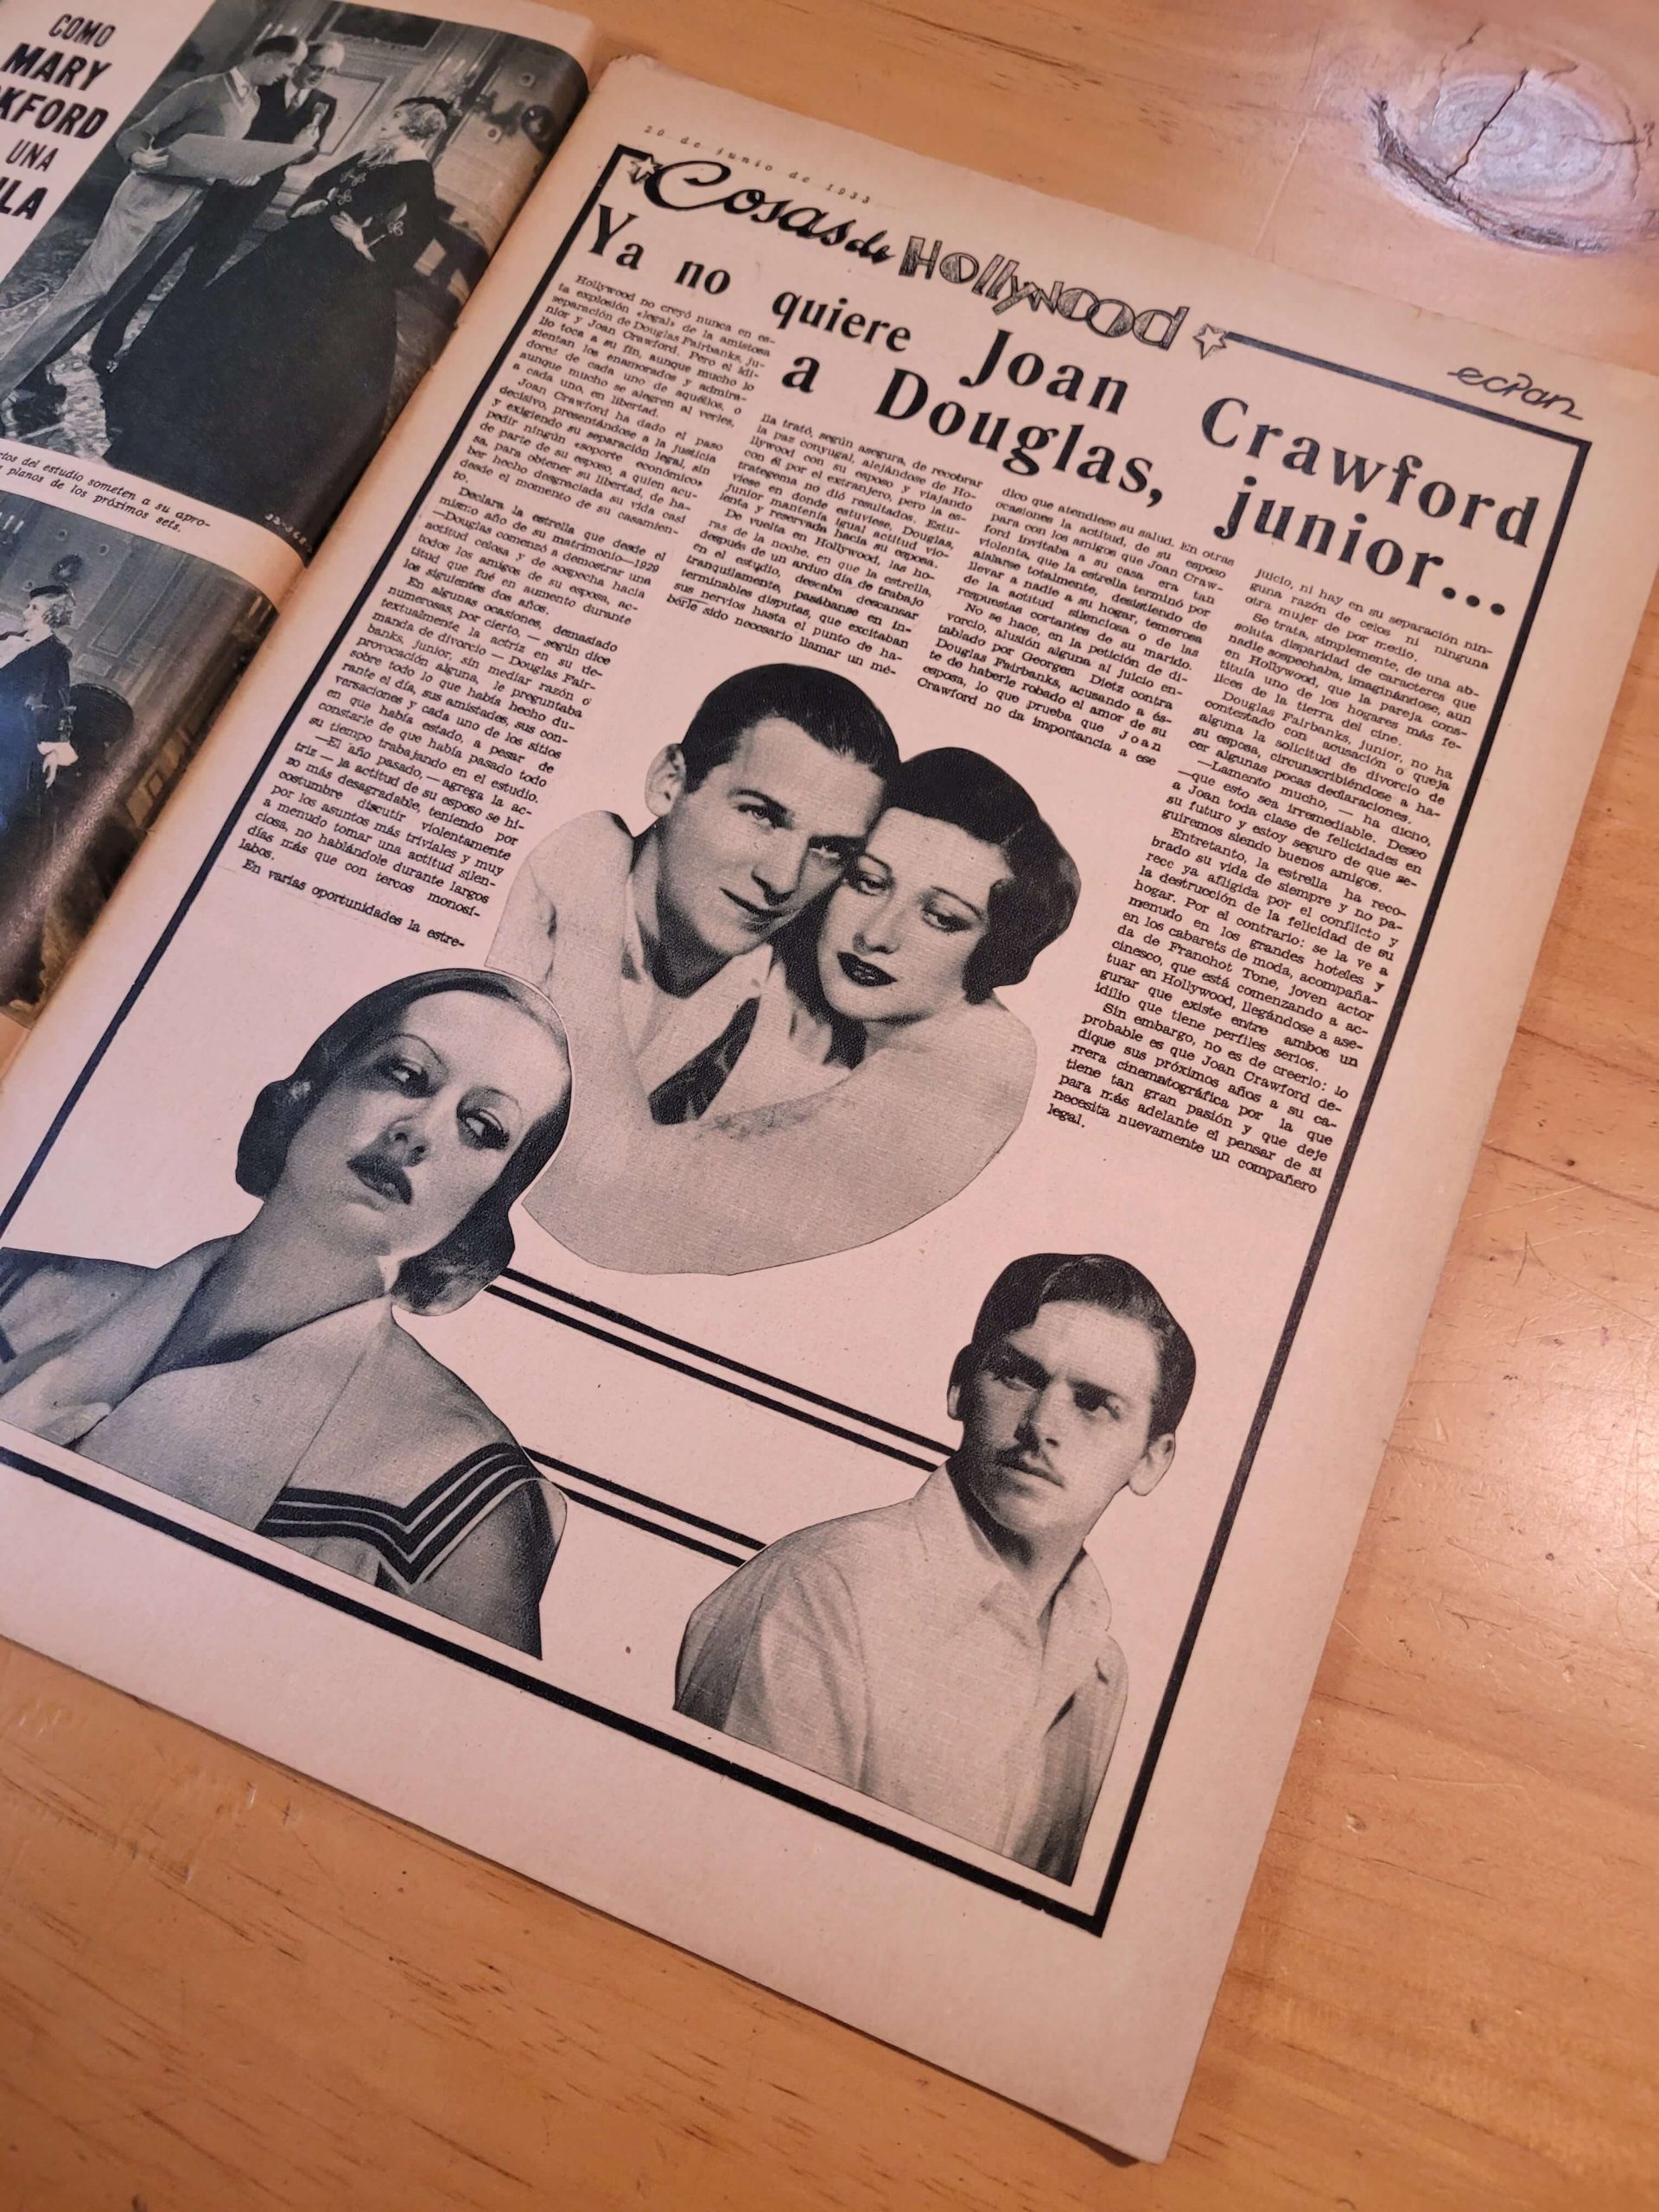 COMO
MARY
KFORD
UNA
LA
tos del estudio someten a su apro-
planos de los próximos sets.
20 de junio de 1933
Cosas de Hollywood
ecran
Ya no quiere Joan Crawford
a Douglas, junior...
Hollywood no creyó nunca en es-
ta explosión «legal» de la amistosa
separación de Douglas Fairbanks, ju-
nior y Joan Crawford. Pero el idi-
lio toca a su fin, aunque mucho lo
sientan los enamorados y admira-
dores de cada uno de aquéllos, o
aunque mucho se alegren al verles,
a cada uno, en libertad.
Joan Crawford ha dado el paso
decisivo, presentándose a la justicia
y exigiendo su separación legal, sin
pedir ningún «soporte económico»
de parte de su esposo, a quien acu-
sa, para obtener su libertad, de ha-
ber hecho desgraciada su vida casi
desde el momento de su casamien-
to.
Declara la estrella que desde el
mismo año de su matrimonio—1929
—Douglas comenzó a demostrar una
actitud celosa y de sospecha hacia
todos los amigos de su esposa, ac-
titud que fué en aumento durante
los siguientes dos años.
En algunas ocasiones, demasiado
numerosas, por cierto, — según dice
textualmente la actriz en su de-
manda de divorcio — Douglas Fair-
banks, junior, sin mediar razón o
provocación alguna, le preguntaba
sobre todo lo que había hecho du-
rante el día, sus amistades, sus con-
versaciones y cada uno de los sitios
en que había estado, a pesar de
constarle de que había pasado todo
su tiempo trabajando en el estudio.
—El año pasado, — agrega la ac-
triz — la actitud de su esposo se hi-
zo más desagradable, teniendo por
costumbre discutir violentamente
por los asuntos más triviales y muy
a menudo tomar una actitud silen-
ciosa, no hablándole durante largos
días más que con tercos monosí-
labos.
En varias oportunidades la estre-
lla trató, según asegura, de recobrar
la paz conyugal, alejándose de Ho-
llywood con su esposo y viajando
con él por el extranjero, pero la es-
tratagema no dió resultados. Estu-
viese en donde estuviese, Douglas,
junior mantenía igual actitud vio-
lenta y reservada hacia su esposa.
De vuelta en Hollywood, las ho-
ras de la noche, en que la estrella,
después de un arduo día de trabajo
en el estudio, deseaba descansar
tranquilamente, pasábanse en in-
terminables disputas, que excitaban
sus nervios hasta el punto de ha-
berle sido necesario llamar un mé-
dico que atendiese su salud. En otras
ocasiones la actitud, de su esposo
para con los amigos que Joan Craw-
ford invitaba a su casa era tan
violenta, que la estrella terminó por
aislarse totalmente, desistiendo de
llevar a nadie a su hogar, temerosa
de la actitud silenciosa o de las
respuestas cortantes de su marido.
No se hace, en la petición de di-
vorcio, alusión alguna al juicio en-
tablado por Georgen Dietz contra
Douglas Fairbanks, acusando a és-
te de haberle robado el amor de su
esposa, lo que prueba que Joan
Crawford no da importancia a ese
juicio, ni hay en su separación nin-
guna razón de celos ni ninguna
otra mujer de por medio.
Se trata, simplemente, de una ab-
soluta disparidad de caracteres que
nadie sospechaba, imaginándose, aún
en Hollywood, que la pareja cons-
tituía uno de los hogares más fe-
lices de la tierra del cine.
Douglas Fairbanks, junior, no ha
contestado con acusación o queja
alguna la solicitud de divorcio de
su esposa, circunscribiéndose a ha-
cer algunas pocas declaraciones.
—Lamento mucho, — ha dicho,
—que esto sea irremediable. Deseo
a Joan toda clase de felicidades en
su futuro y estoy seguro de que se-
guiremos siendo buenos amigos.
Entretanto, la estrella ha reco-
brado su vida de siempre y no pa-
rece ya afligida por el conflicto y
la destrucción de la felicidad de su
hogar. Por el contrario: se la ve a
menudo en los grandes hoteles y
en los cabarets de moda, acompaña-
da de Franchot Tone, joven actor
cinesco, que está comenzando a ac-
tuar en Hollywood, llegándose a ase-
gurar que existe entre ambos un
idilio que tiene perfiles serios.
Sin embargo, no es de creerlo: lo
probable es que Joan Crawford de-
dique sus próximos años a su ca-
rrera cinematográfica por la que
tiene tan gran pasión y que deje
para más adelante el pensar de si
necesita nuevamente un compañero
legal.